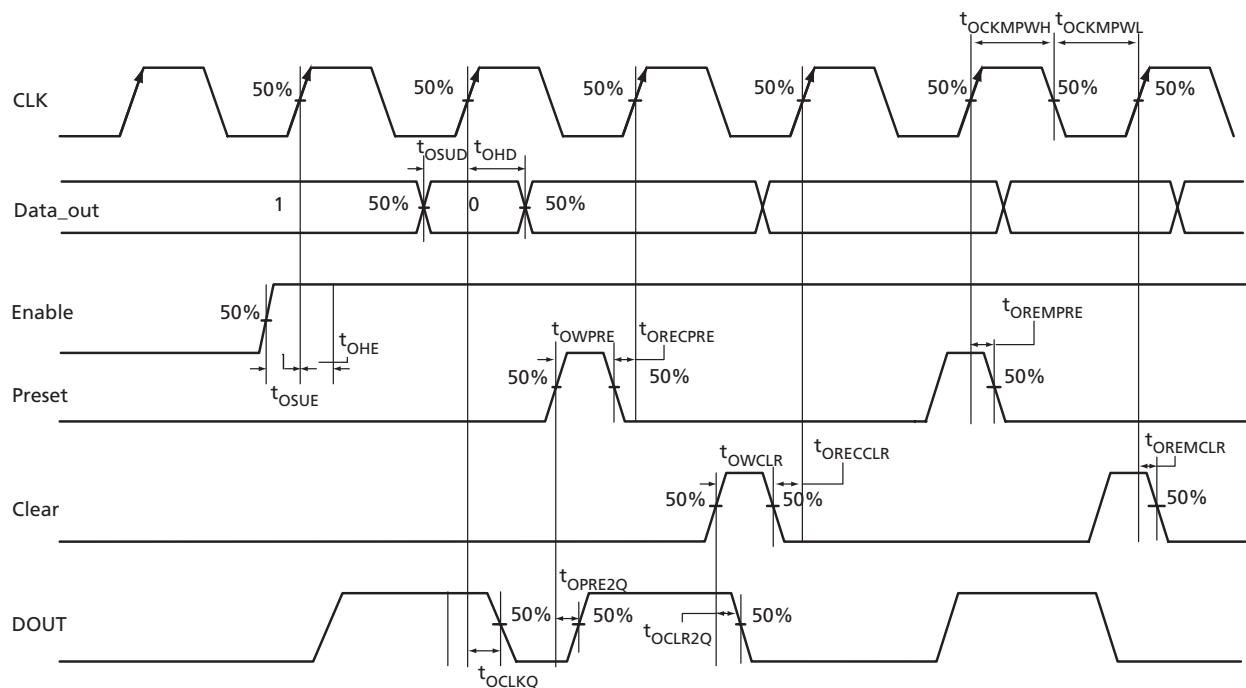 tOCKMPWH tOCKMPWL
CLK 50% 50% 50% 50% 50% 50% 50%
tOSUD tOHD
Data_out 1 50% 0 50%
Enable 50%
tOHE
tOSUE
tOWPRE tORECPRE tOREMPRE
Preset 50% 50% 50%
tOWCLR tORECCLR tOREMCLR
Clear 50% 50% 50%
tOPRE2Q
DOUT 50% 50% 50%
tOCLR2Q
tOCLKQ